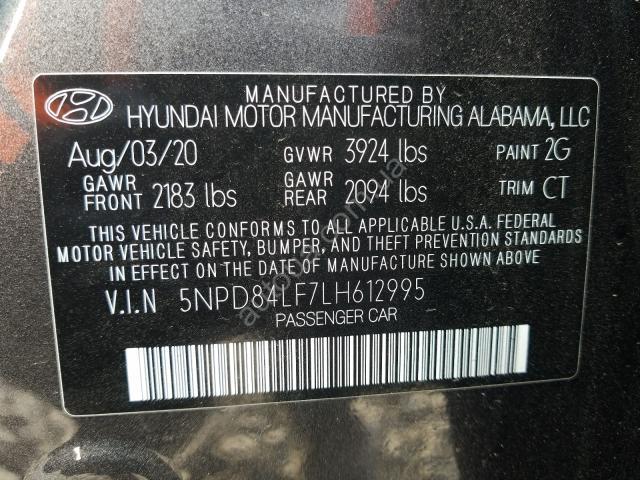 MANUFACTURED BY
HYUNDAI MOTOR MANUFACTURING ALABAMA, LLC
Aug/03/20 GVWR 3924 lbs PAINT 2G
GAWR FRONT 2183 lbs GAWR REAR 2094 lbs TRIM CT
THIS VEHICLE CONFORMS TO ALL APPLICABLE U.S.A. FEDERAL
MOTOR VEHICLE SAFETY, BUMPER, AND THEFT PREVENTION STANDARDS
IN EFFECT ON THE DATE OF MANUFACTURE SHOWN ABOVE
V.I.N 5NPD84LF7LH612995
PASSENGER CAR